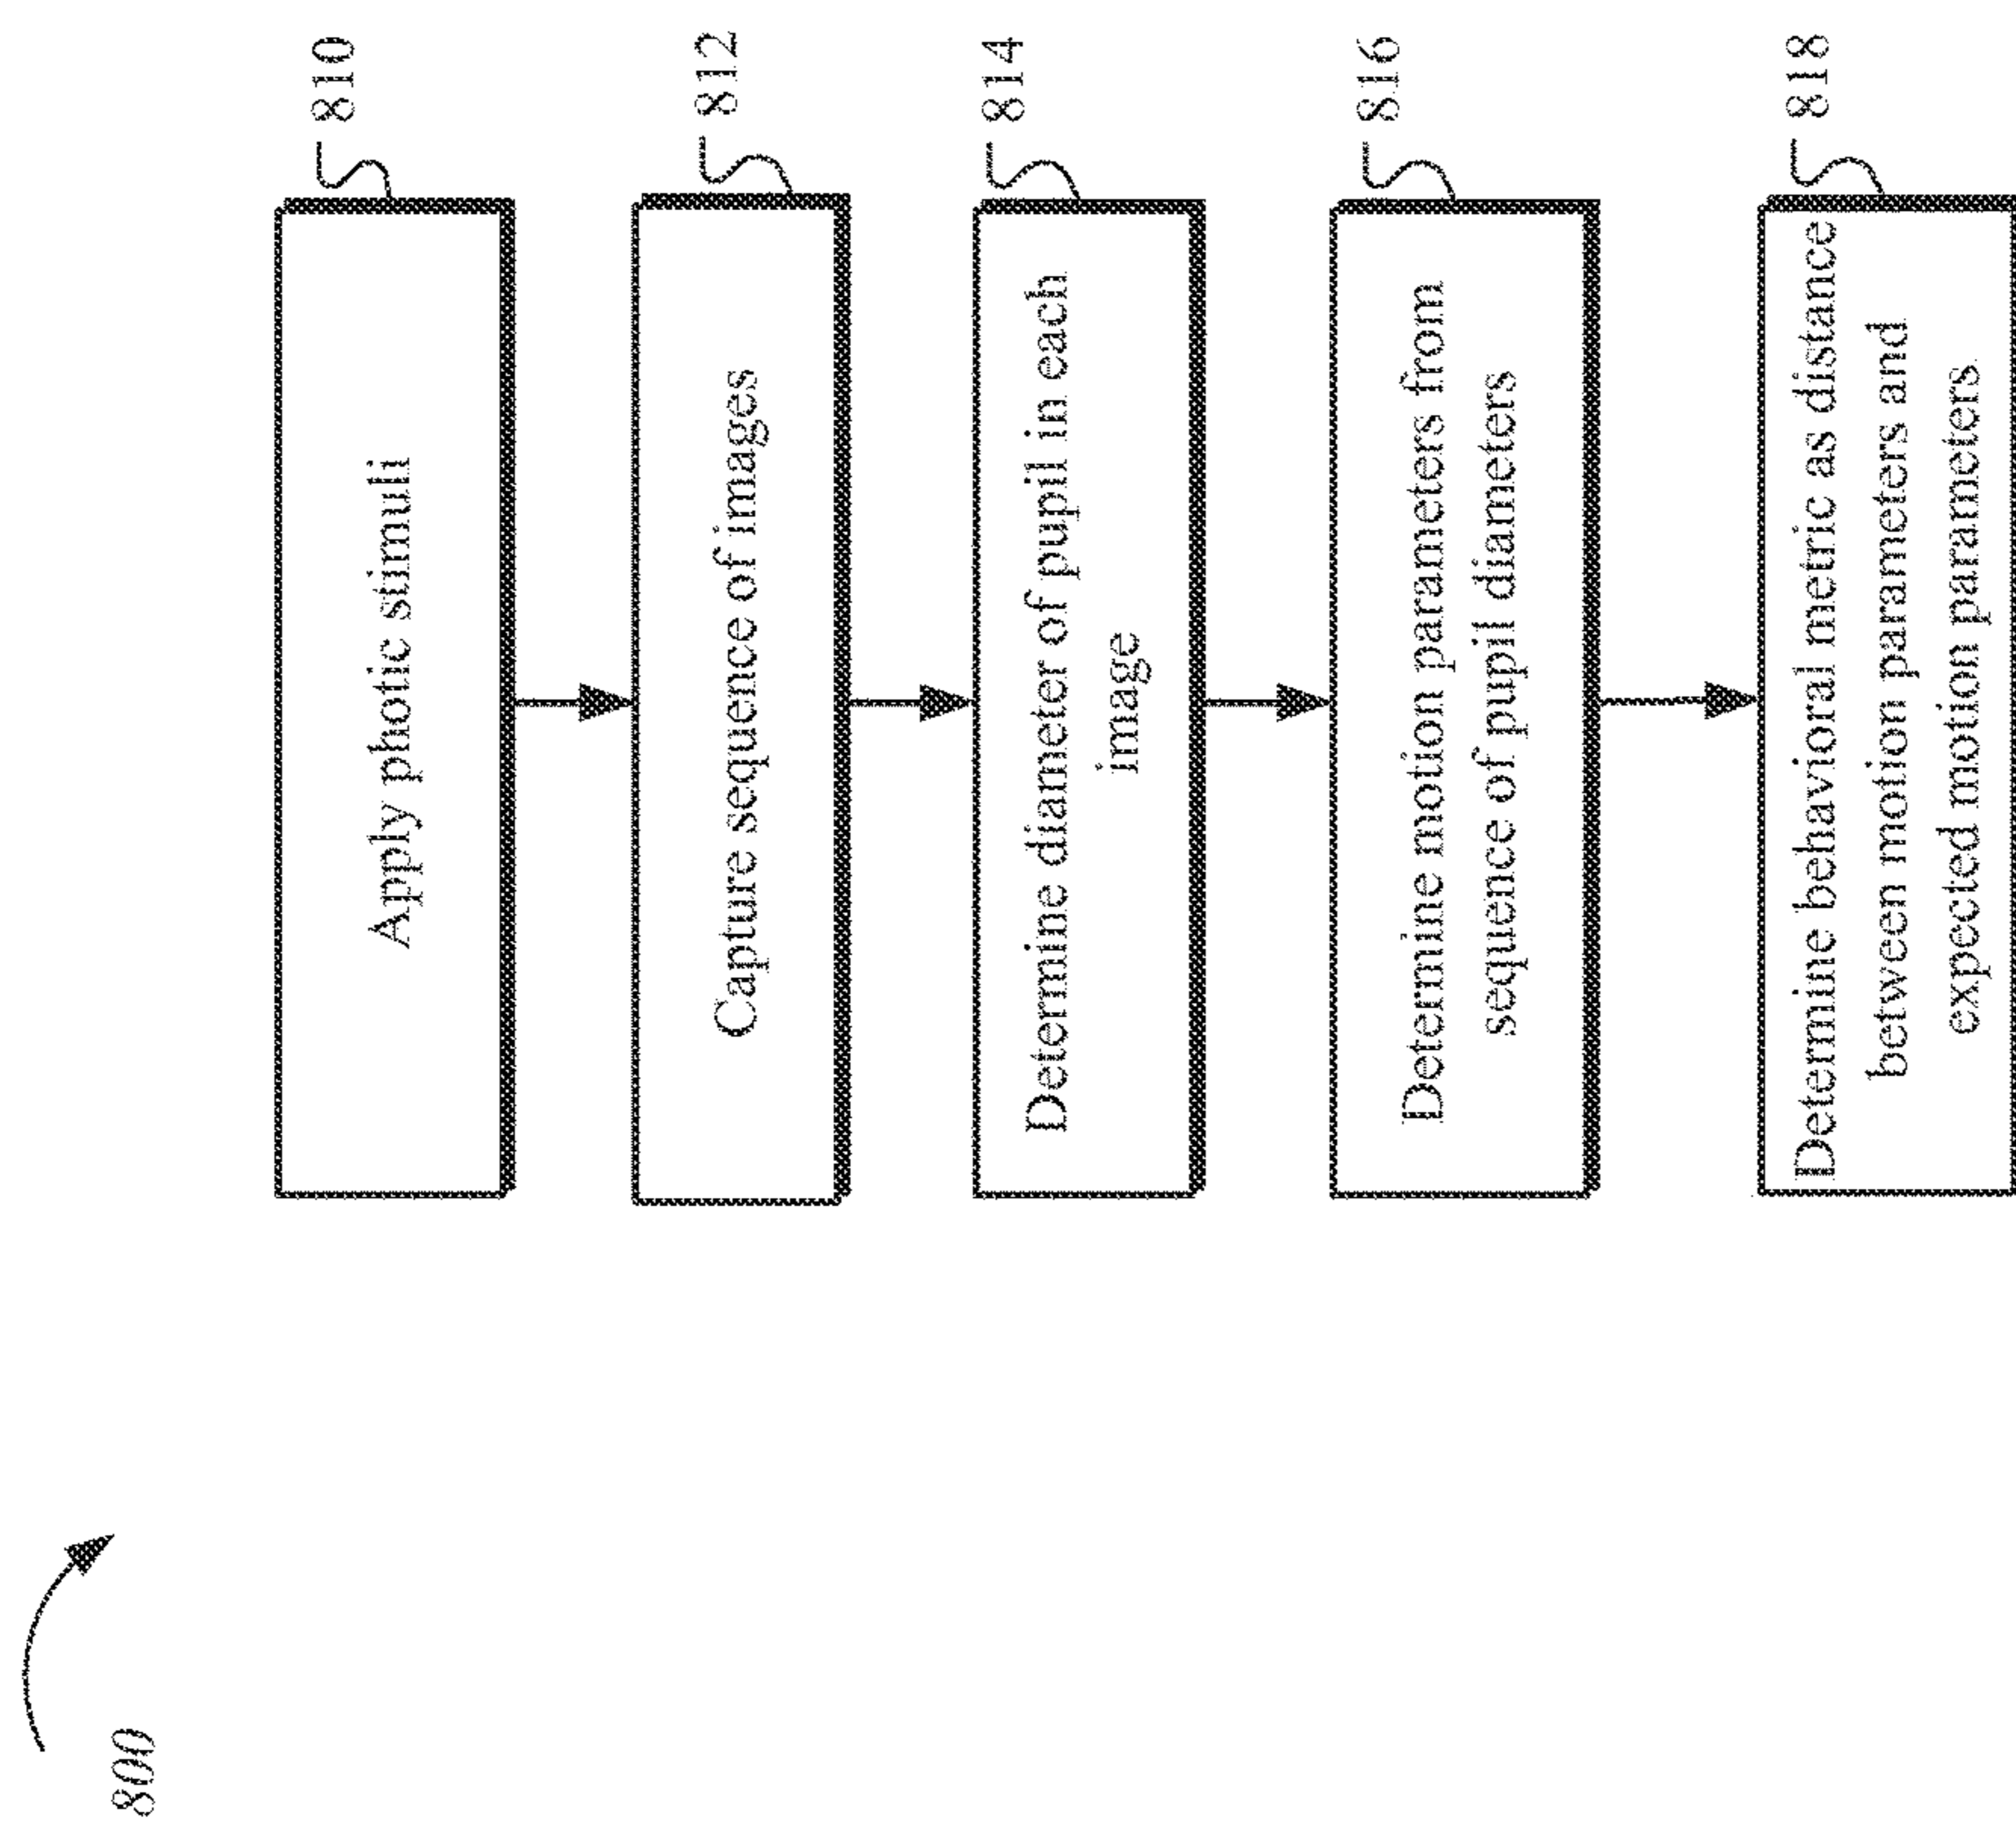 800
Apply photic stimuli
810
Capture sequence of images
812
Determine diameter of pupil in each
image
814
Determine motion parameters from
sequence of pupil diameters
816
Determine behavioral metric as distance
between motion parameters and
expected motion parameters
818